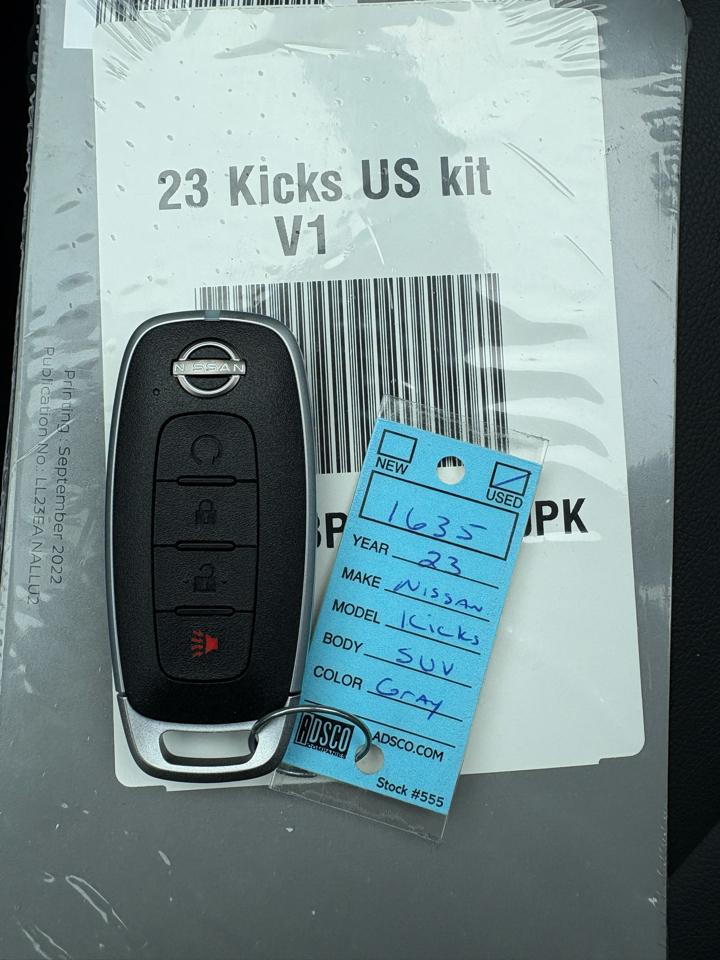 23 Kicks US kit
V1
Printing : September 2022
Publication No.: LL23EA NALLU2
NISSAN
NEW
USED
1635
YEAR 23
MAKE Nissan
MODEL Kicks
BODY SUV
COLOR Gray
ADSCO
COMPANIES
ADSCO.COM
Stock #555